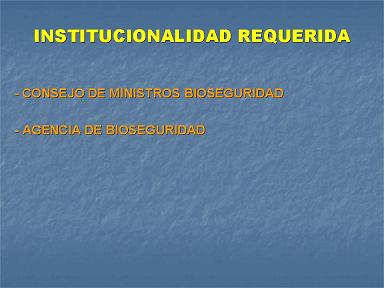 INSTITUCIONALIDAD REQUERIDA
- CONSEJO DE MINISTROS BIOSEGURIDAD
- AGENCIA DE BIOSEGURIDAD